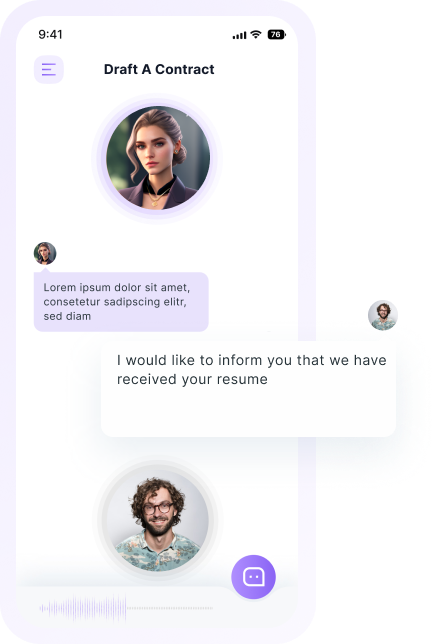 9:41
76
Draft A Contract
Lorem ipsum dolor sit amet,
consetetur sadipscing elitr,
sed diam
I would like to inform you that we have
received your resume